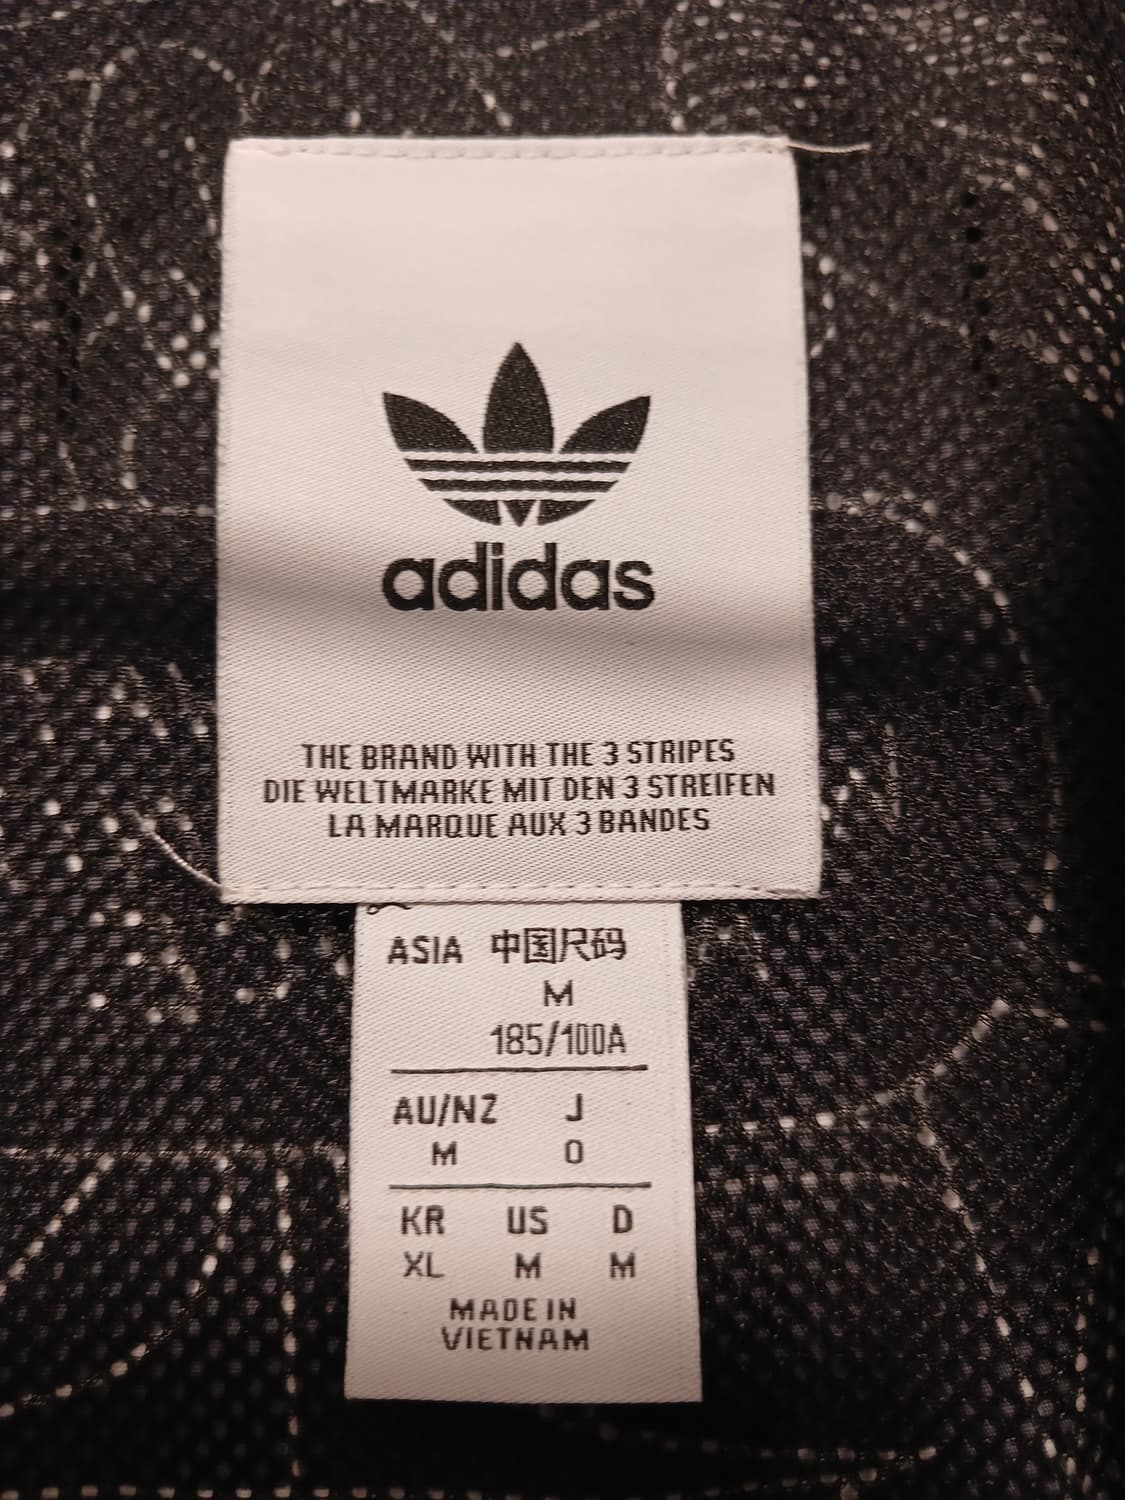 adidas
THE BRAND WITH THE 3 STRIPES
DIE WELTMARKE MIT DEN 3 STREIFEN
LA MARQUE AUX 3 BANDES
ASIA 中国尺码
M
185/100A
AU/NZ J
M O
KR US D
XL M M
MADE IN
VIETNAM